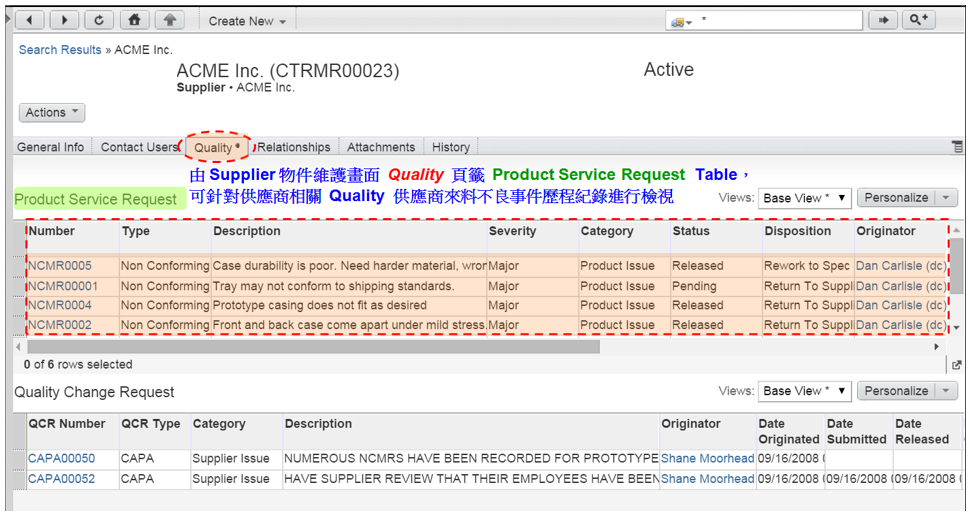 Create New
*
Search Results » ACME Inc.
ACME Inc. (CTRMR00023)
Active
Supplier • ACME Inc.
Actions
General Info Contact Users Quality Relationships Attachments History
由 Supplier 物件維護畫面 Quality 頁籤 Product Service Request Table，
可針對供應商相關 Quality 供應商來料不良事件歷程紀錄進行檢視
Product Service Request Views: Base View * Personalize
Number Type Description Severity Category Status Disposition Originator
NCMR0005 Non Conforming Case durability is poor. Need harder material, wror Major Product Issue Released Rework to Spec Dan Carlisle (dc)
NCMR00001 Non Conforming Tray may not conform to shipping standards. Major Product Issue Pending Return To Suppli Dan Carlisle (dc)
NCMR0004 Non Conforming Prototype casing does not fit as desired Major Product Issue Released Return To Suppli Dan Carlisle (dc)
NCMR0002 Non Conforming Front and back case come apart under mild stress. Major Product Issue Released Return To Suppli Dan Carlisle (dc)
0 of 6 rows selected
Quality Change Request Views: Base View * Personalize
QCR Number QCR Type Category Description Originator Date Originated Date Submitted Date Released
CAPA00050 CAPA Supplier Issue NUMEROUS NCMRS HAVE BEEN RECORDED FOR PROTOTYPE Shane Moorhead 09/16/2008
CAPA00052 CAPA Supplier Issue HAVE SUPPLIER REVIEW THAT THEIR EMPLOYEES HAVE BEEN Shane Moorhead 09/16/2008 09/16/2008 09/16/2008